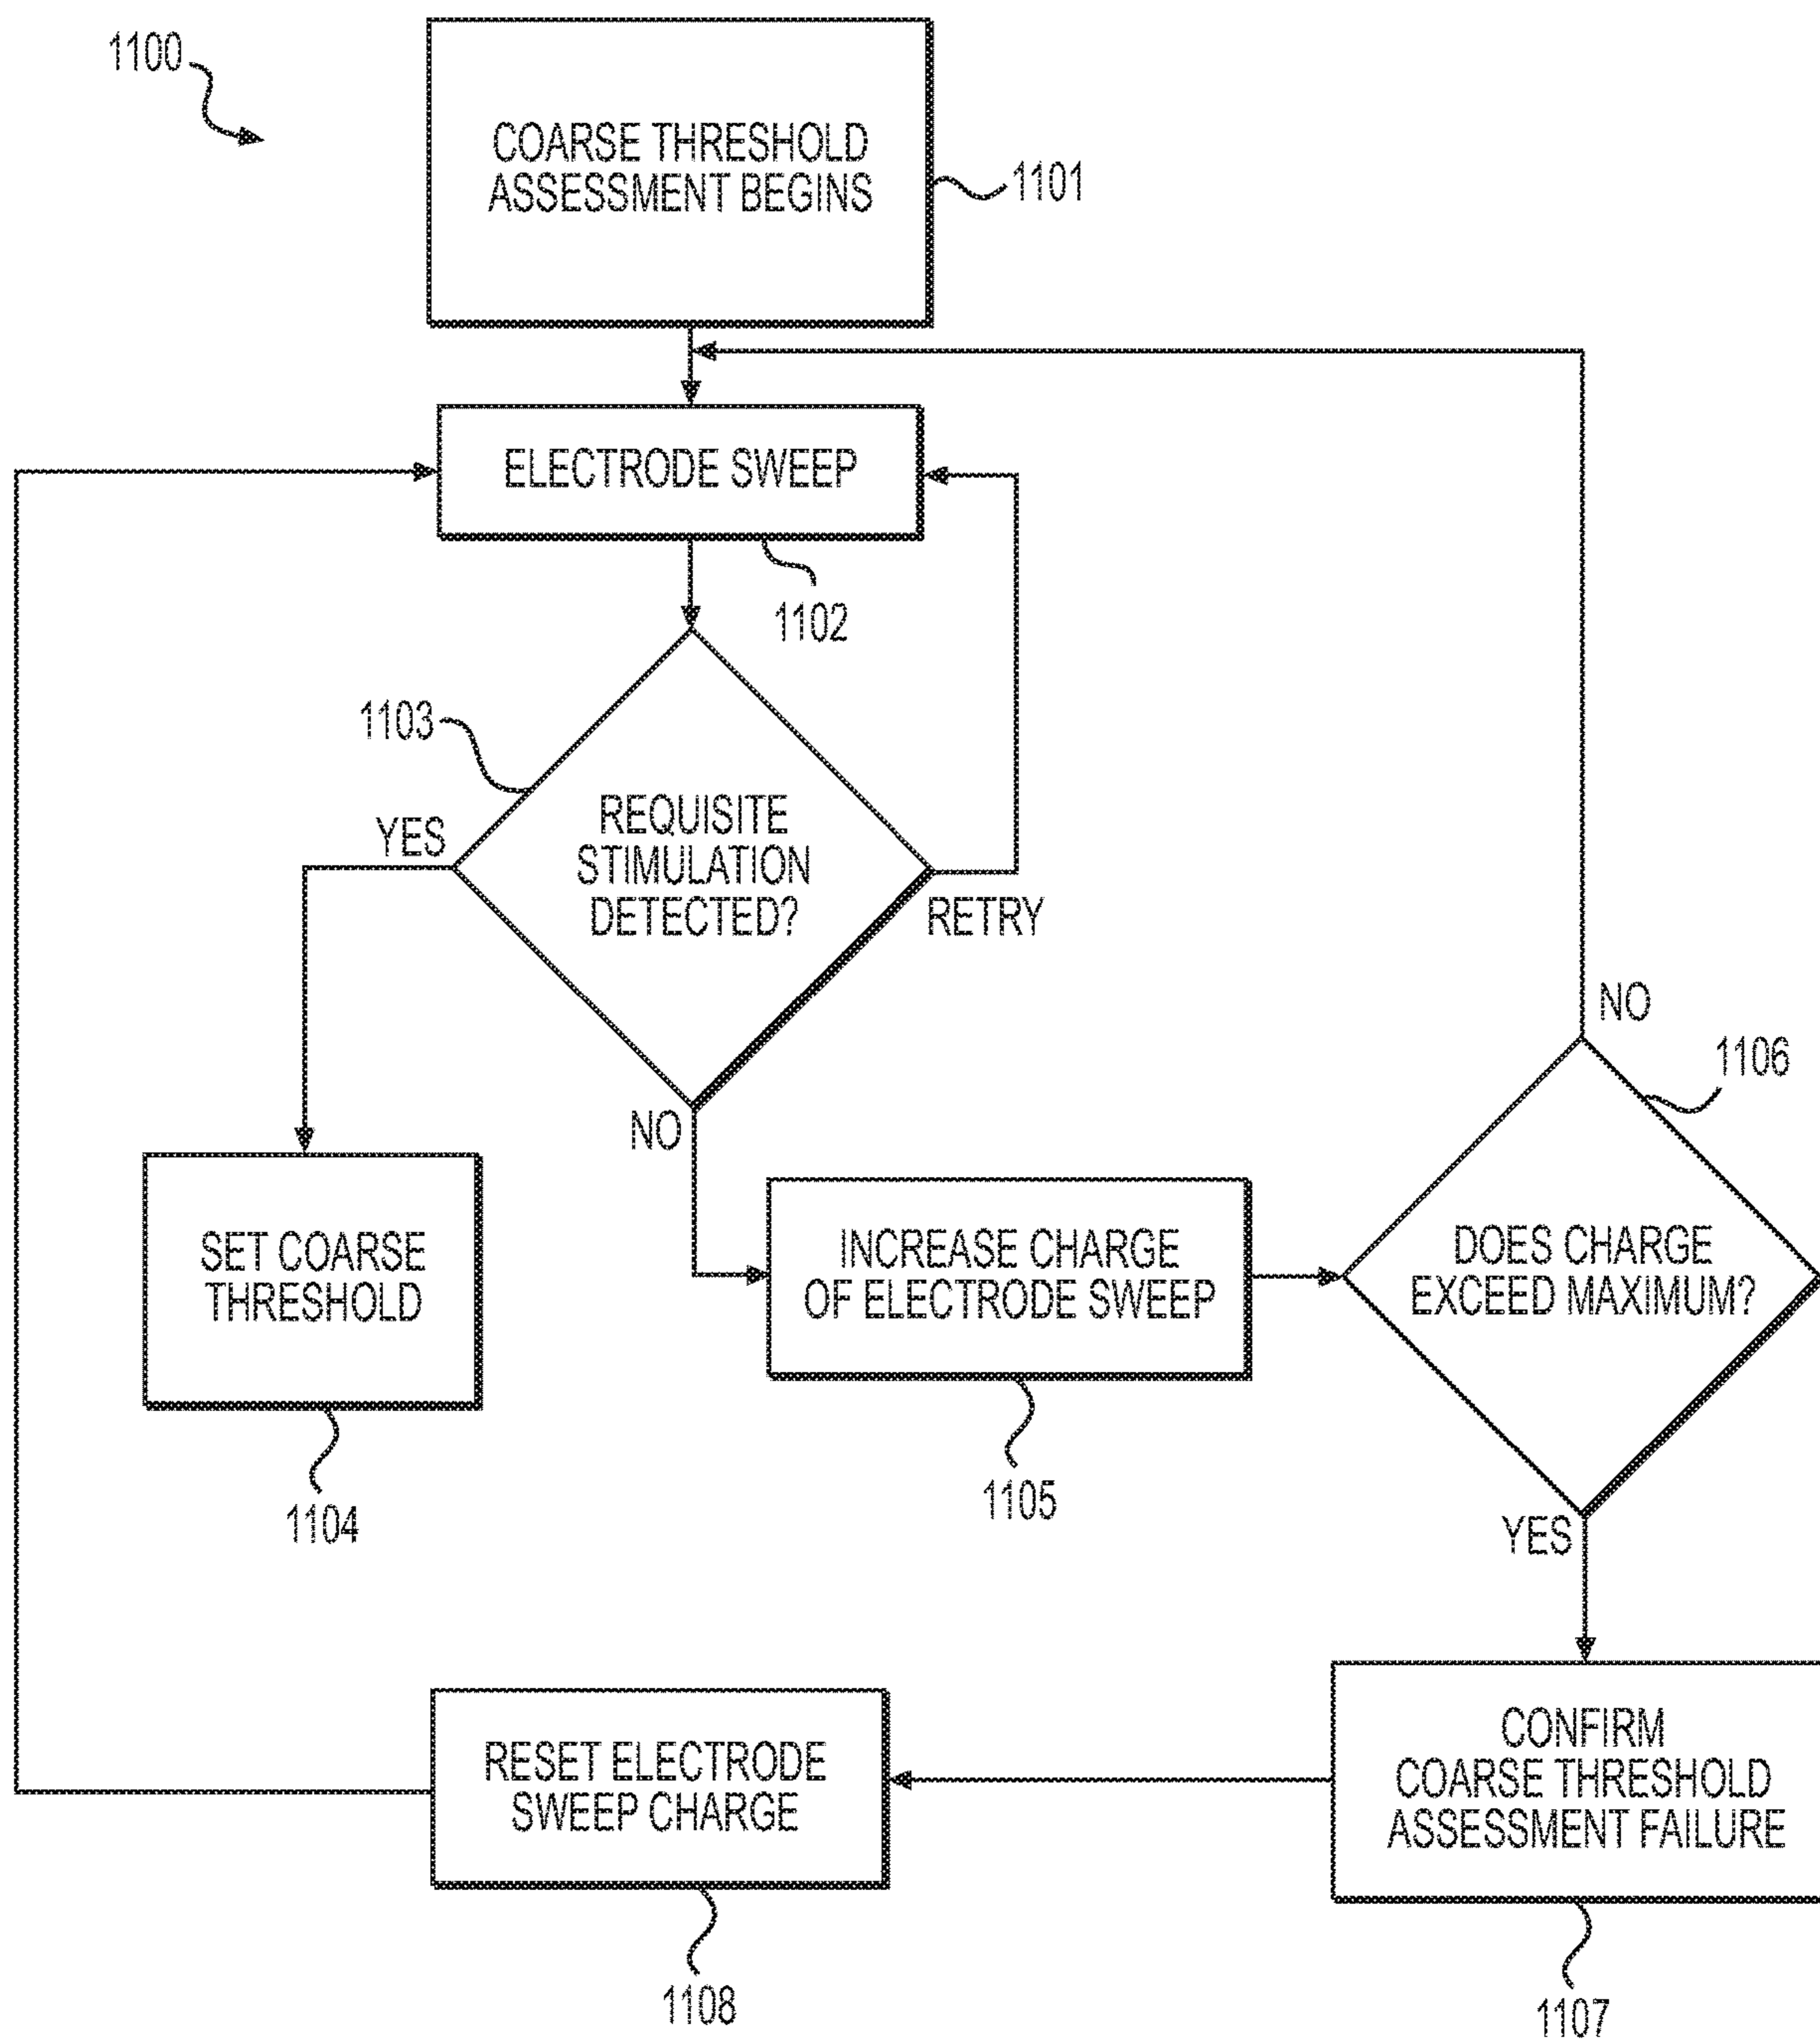 1100
COARSE THRESHOLD
ASSESSMENT BEGINS
1101
ELECTRODE SWEEP
1102
1103
REQUISITE
STIMULATION
DETECTED?
YES
RETRY
NO
NO
1106
SET COARSE
THRESHOLD
1104
INCREASE CHARGE
OF ELECTRODE SWEEP
1105
DOES CHARGE
EXCEED MAXIMUM?
YES
CONFIRM
COARSE THRESHOLD
ASSESSMENT FAILURE
1107
RESET ELECTRODE
SWEEP CHARGE
1108